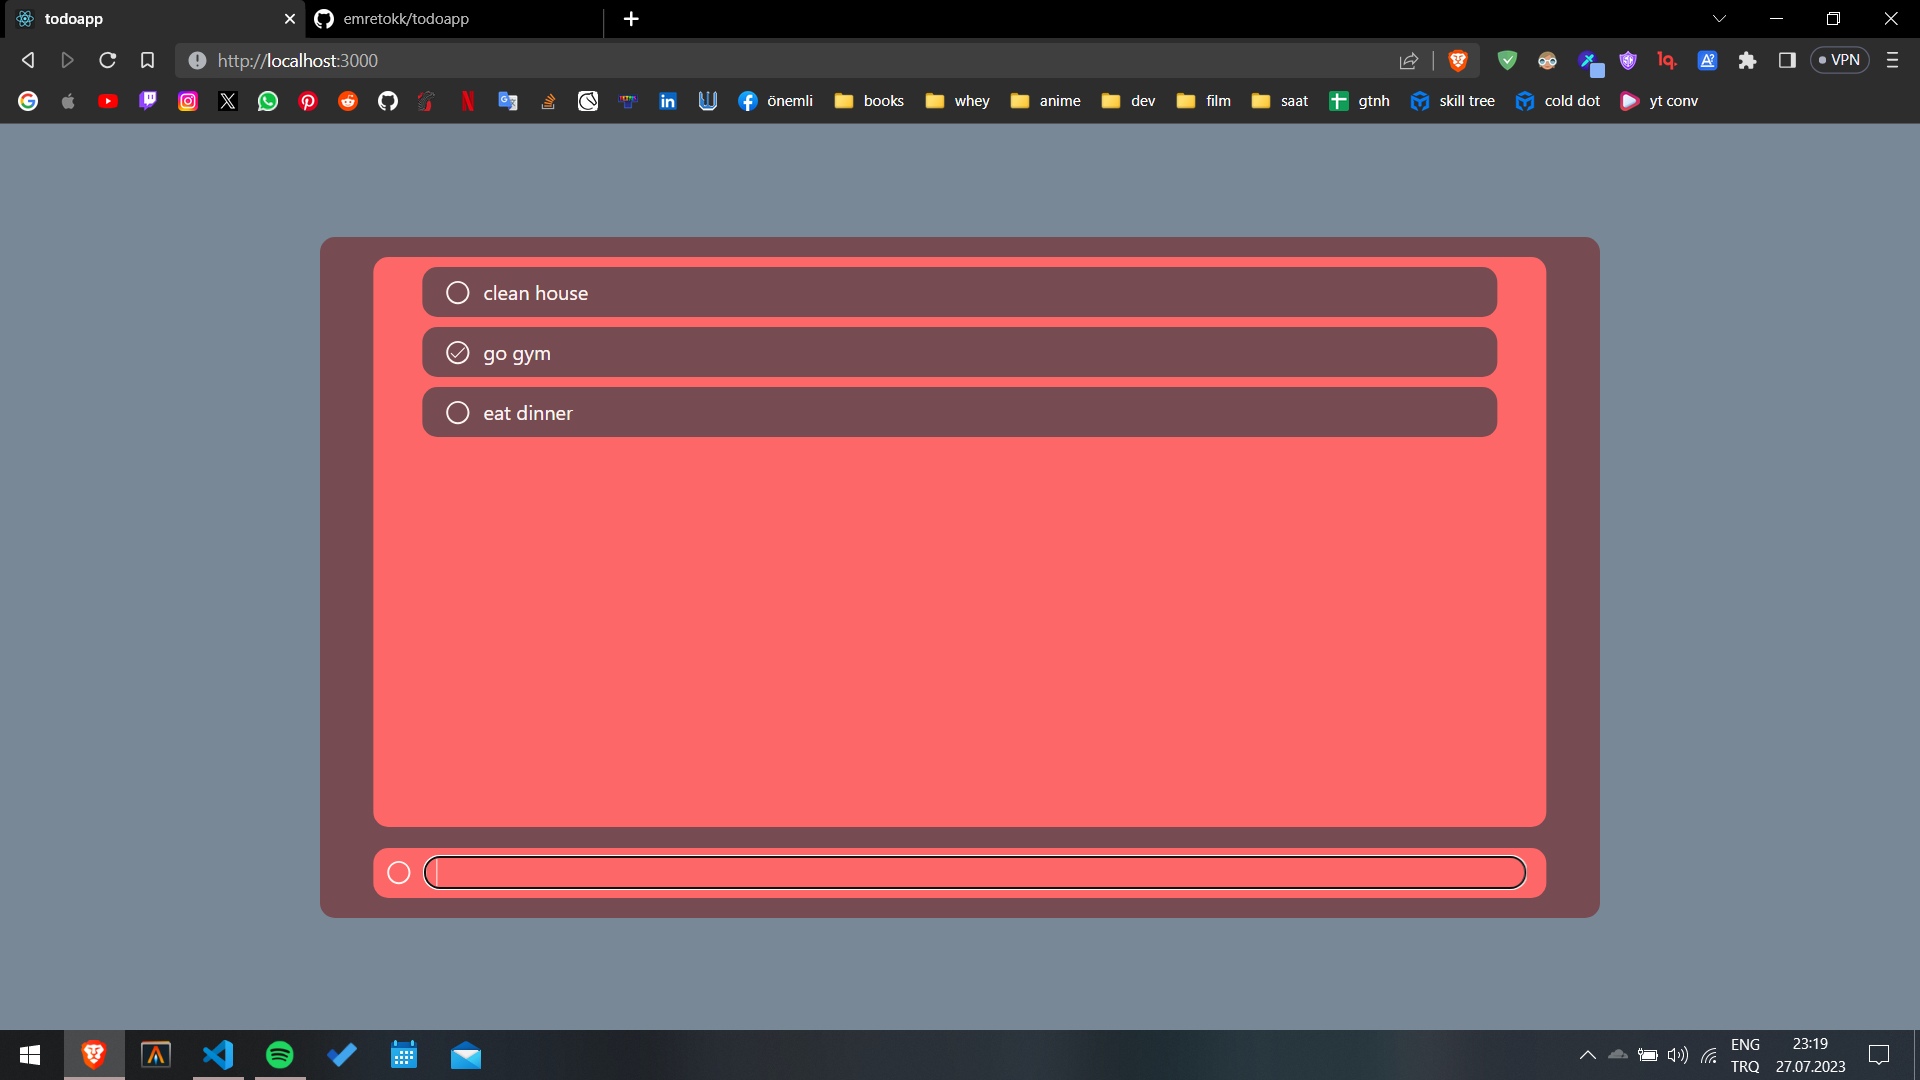 todoapp
emretokk/todoapp
http://localhost:3000
VPN
önemli
books
whey
anime
dev
film
saat
gtnh
skill tree
cold dot
yt conv
clean house
go gym
eat dinner
ENG
TRQ
23:19
27.07.2023